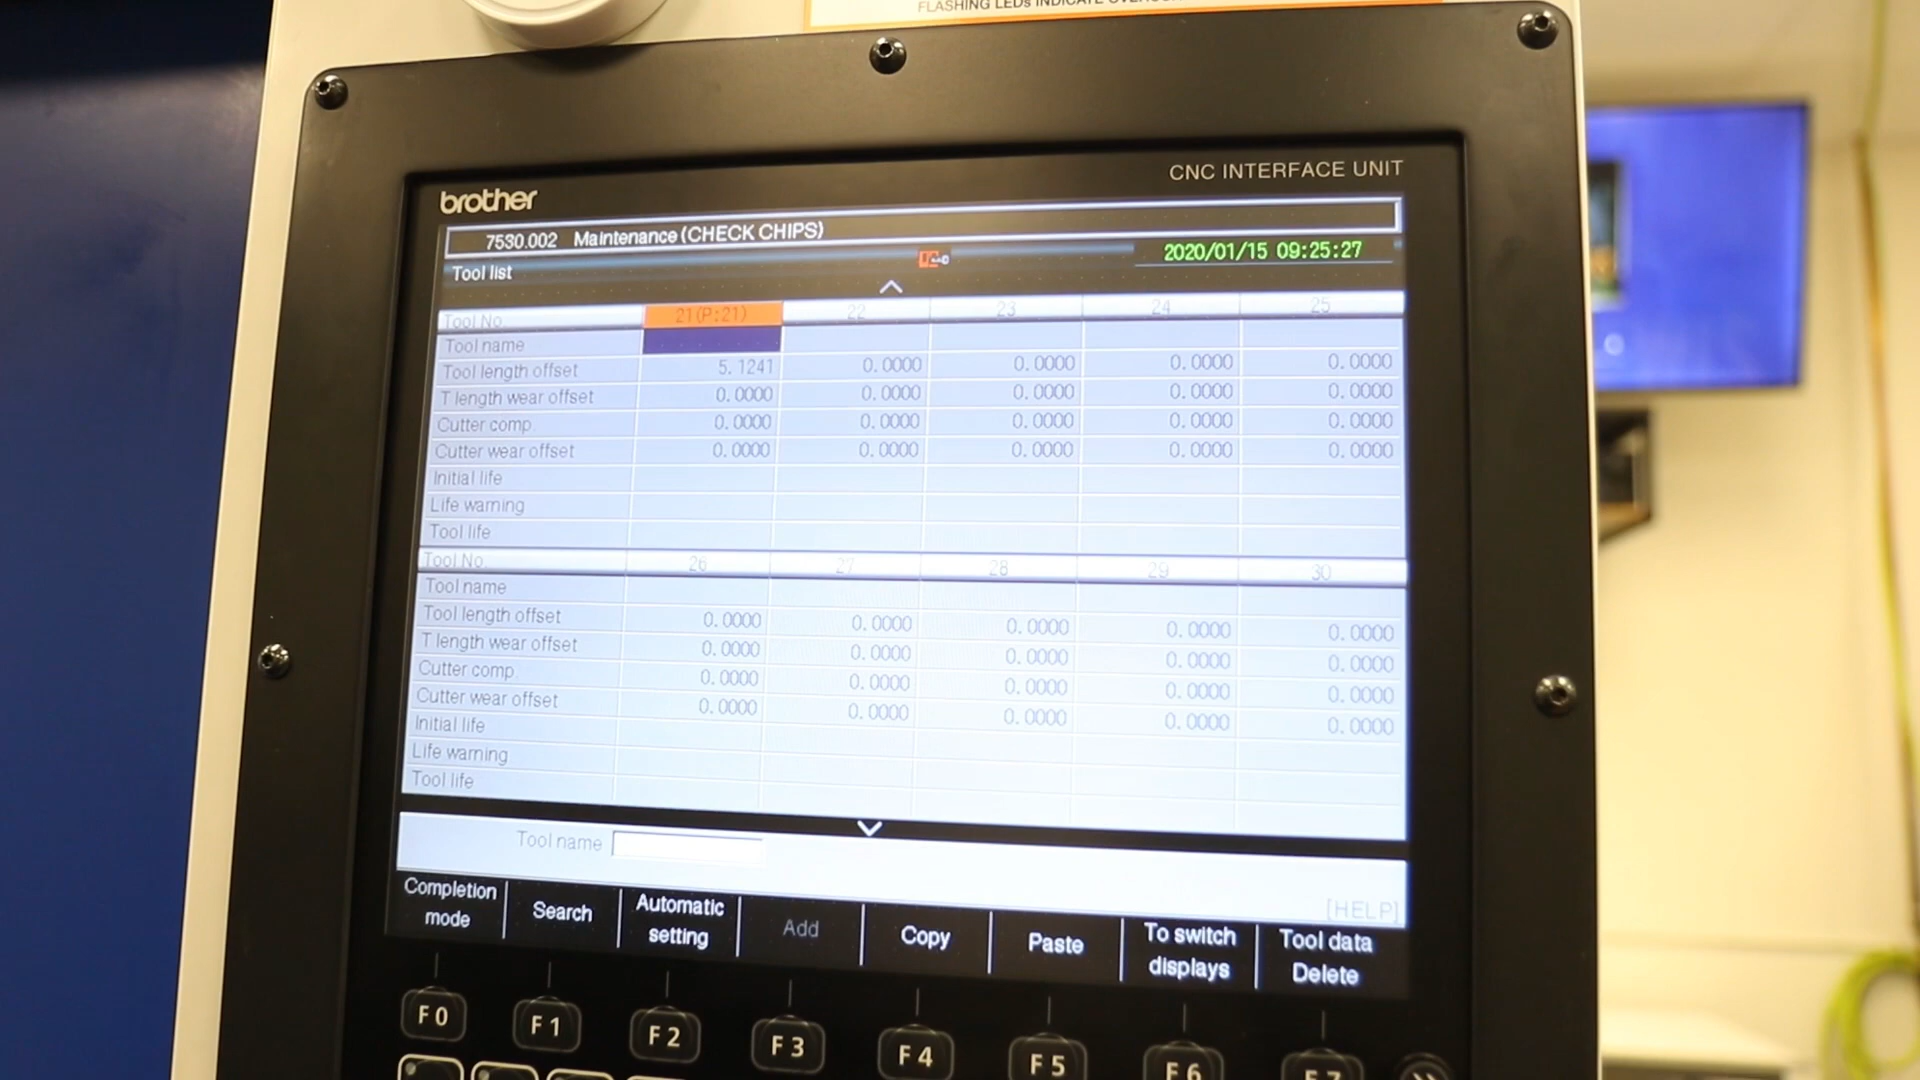 FLASHING LEDs INDICATE
CNC INTERFACE UNIT
brother
7530.002 Maintenance (CHECK CHIPS)
Tool list
2020/01/15 09:25:27
Tool No. 21(P:21) 22 23 24 25
Tool name
Tool length offset 5.1241 0.0000 0.0000 0.0000 0.0000
T length wear offset 0.0000 0.0000 0.0000 0.0000 0.0000
Cutter comp. 0.0000 0.0000 0.0000 0.0000 0.0000
Cutter wear offset 0.0000 0.0000 0.0000 0.0000 0.0000
Initial life
Life warning
Tool life
Tool No. 26 27 28 29 30
Tool name
Tool length offset 0.0000 0.0000 0.0000 0.0000 0.0000
T length wear offset 0.0000 0.0000 0.0000 0.0000 0.0000
Cutter comp. 0.0000 0.0000 0.0000 0.0000 0.0000
Cutter wear offset 0.0000 0.0000 0.0000 0.0000 0.0000
Initial life
Life warning
Tool life
Tool name
[HELP]
Completion mode
Search
Automatic setting
Add
Copy
Paste
To switch displays
Tool data Delete
F0 F1 F2 F3 F4 F5 F6 F7